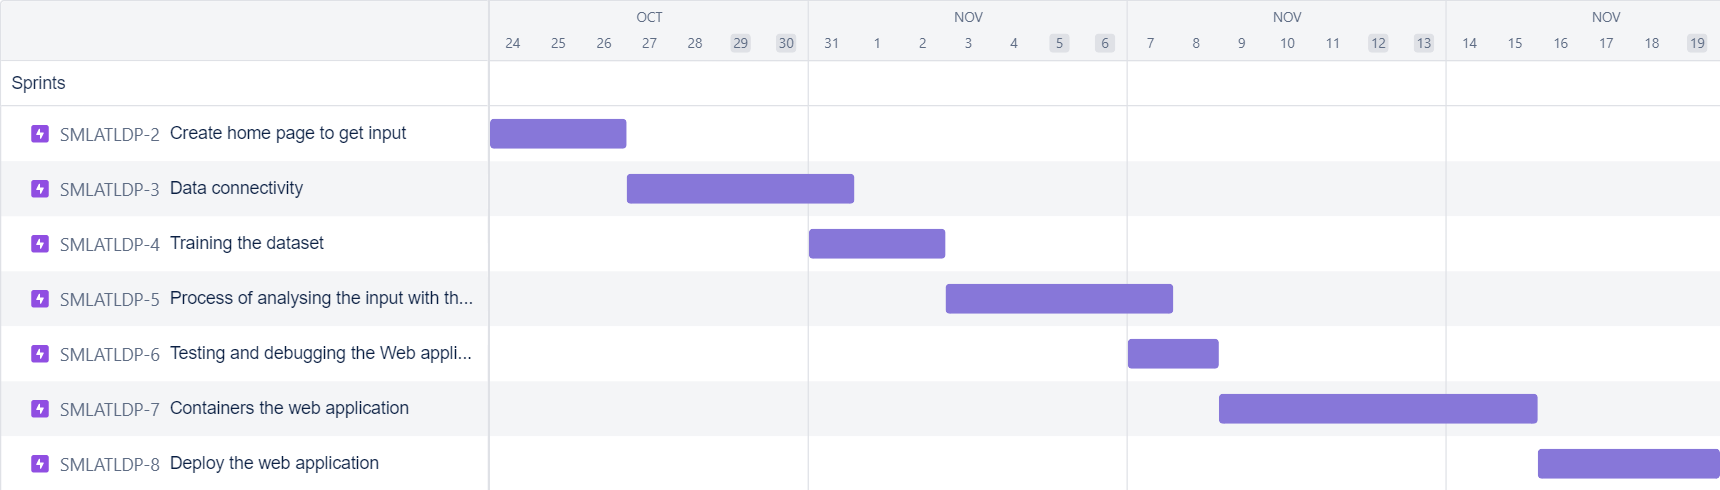 OCT NOV NOV NOV
24 25 26 27 28 29 30 31 1 2 3 4 5 6 7 8 9 10 11 12 13 14 15 16 17 18 19
Sprints
SMLATLDP-2 Create home page to get input
SMLATLDP-3 Data connectivity
SMLATLDP-4 Training the dataset
SMLATLDP-5 Process of analysing the input with th...
SMLATLDP-6 Testing and debugging the Web appli...
SMLATLDP-7 Containers the web application
SMLATLDP-8 Deploy the web application